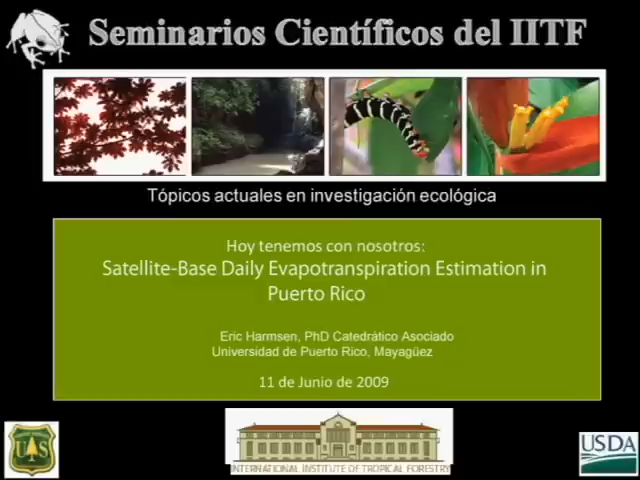 Seminarios Científicos del IITF
Tópicos actuales en investigación ecológica
Hoy tenemos con nosotros:
Satellite-Base Daily Evapotranspiration Estimation in
Puerto Rico
Eric Harmsen, PhD Catedrático Asociado
Universidad de Puerto Rico, Mayagüez
11 de Junio de 2009
U S
INTERNATIONAL INSTITUTE OF TROPICAL FORESTRY
USDA